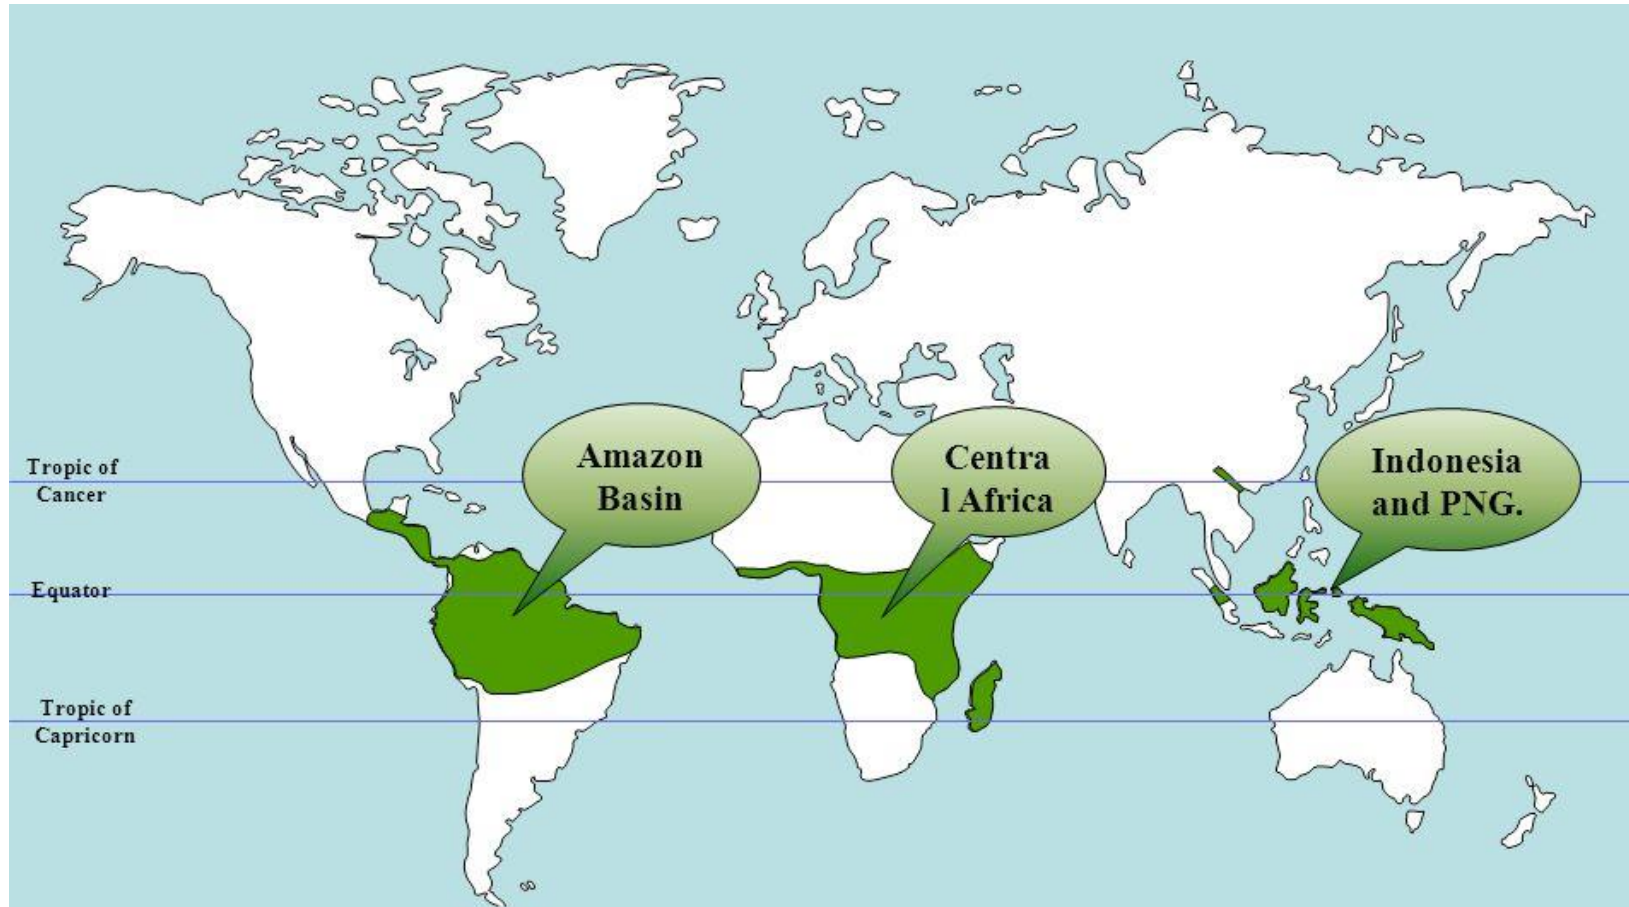 Amazon
Basin
Centra
l Africa
Indonesia
and PNG.
Tropic of
Cancer
Equator
Tropic of
Capricorn